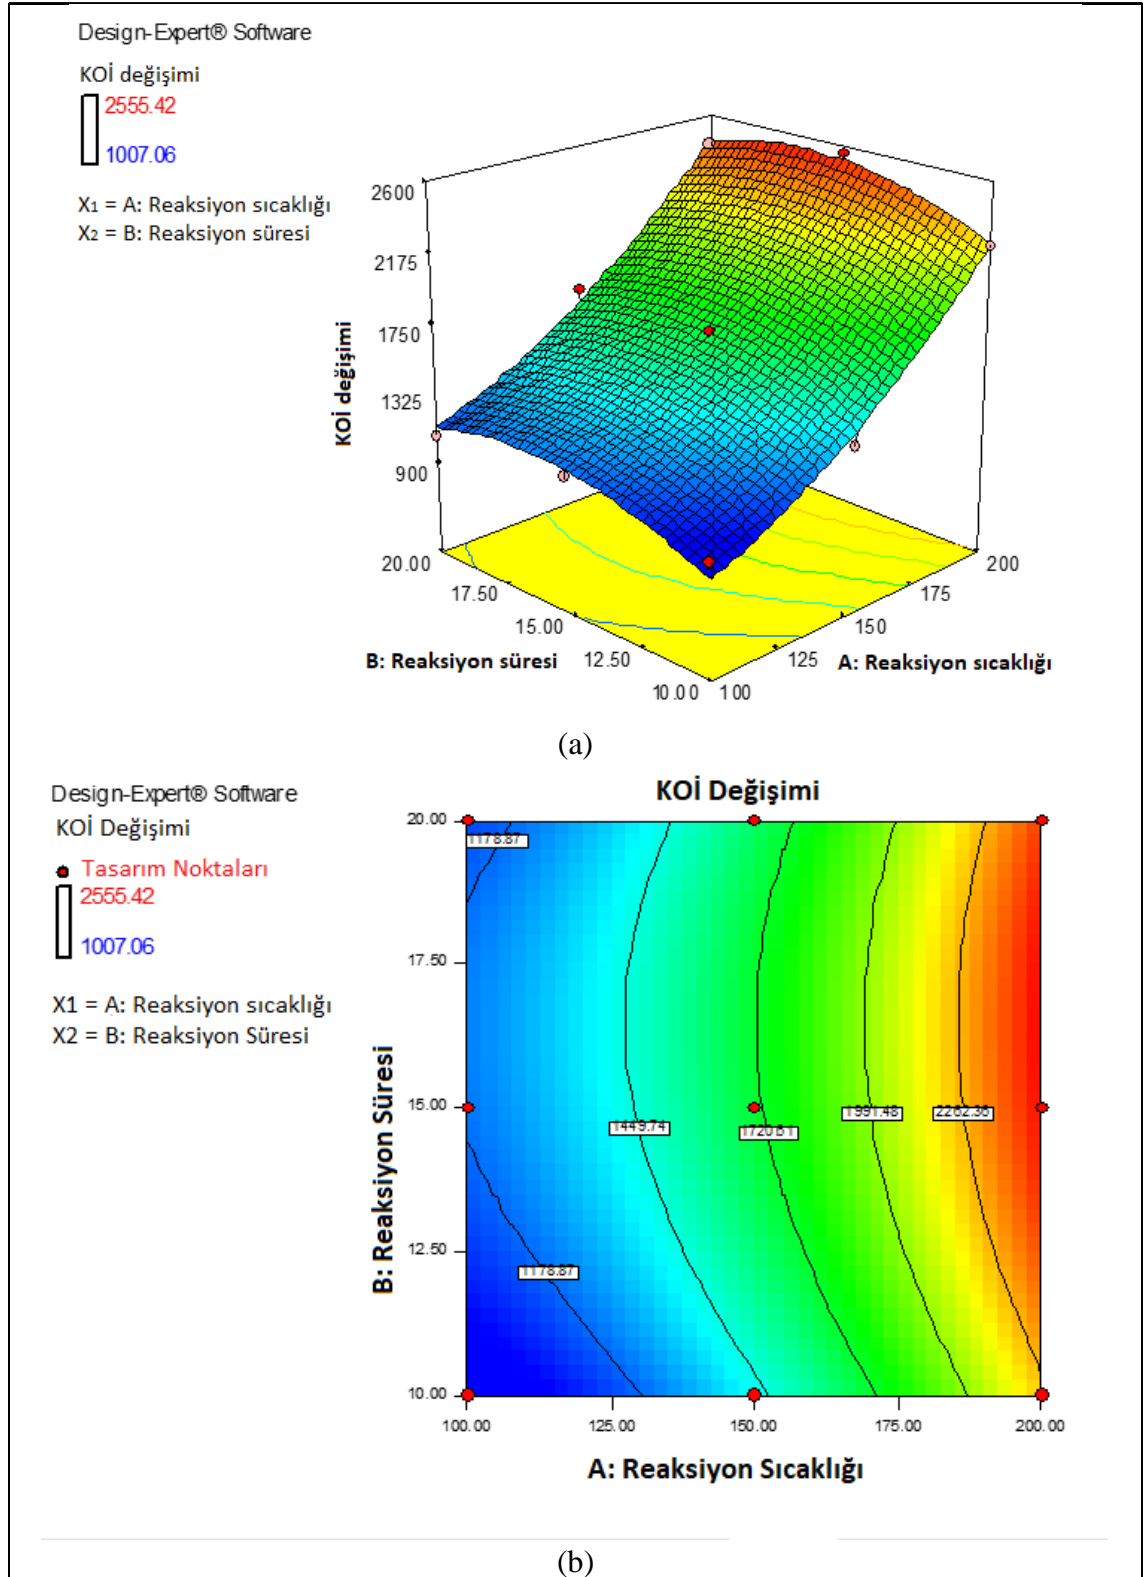 Design-Expert® Software
KOİ değişimi
2555.42
1007.06
X1 = A: Reaksiyon sıcaklığı
X2 = B: Reaksiyon süresi
2600
2175
1750
1325
900
KOİ değişimi
20.00
17.50
15.00
12.50
10.00
B: Reaksiyon süresi
200
175
150
125
100
A: Reaksiyon sıcaklığı
(a)
Design-Expert® Software
KOİ Değişimi
Tasarım Noktaları
2555.42
1007.06
X1 = A: Reaksiyon sıcaklığı
X2 = B: Reaksiyon Süresi
KOİ Değişimi
20.00
17.50
15.00
12.50
10.00
B: Reaksiyon Süresi
1178.87
1449.74
1720.61
1991.48
2262.36
1178.87
100.00
125.00
150.00
175.00
200.00
A: Reaksiyon Sıcaklığı
(b)